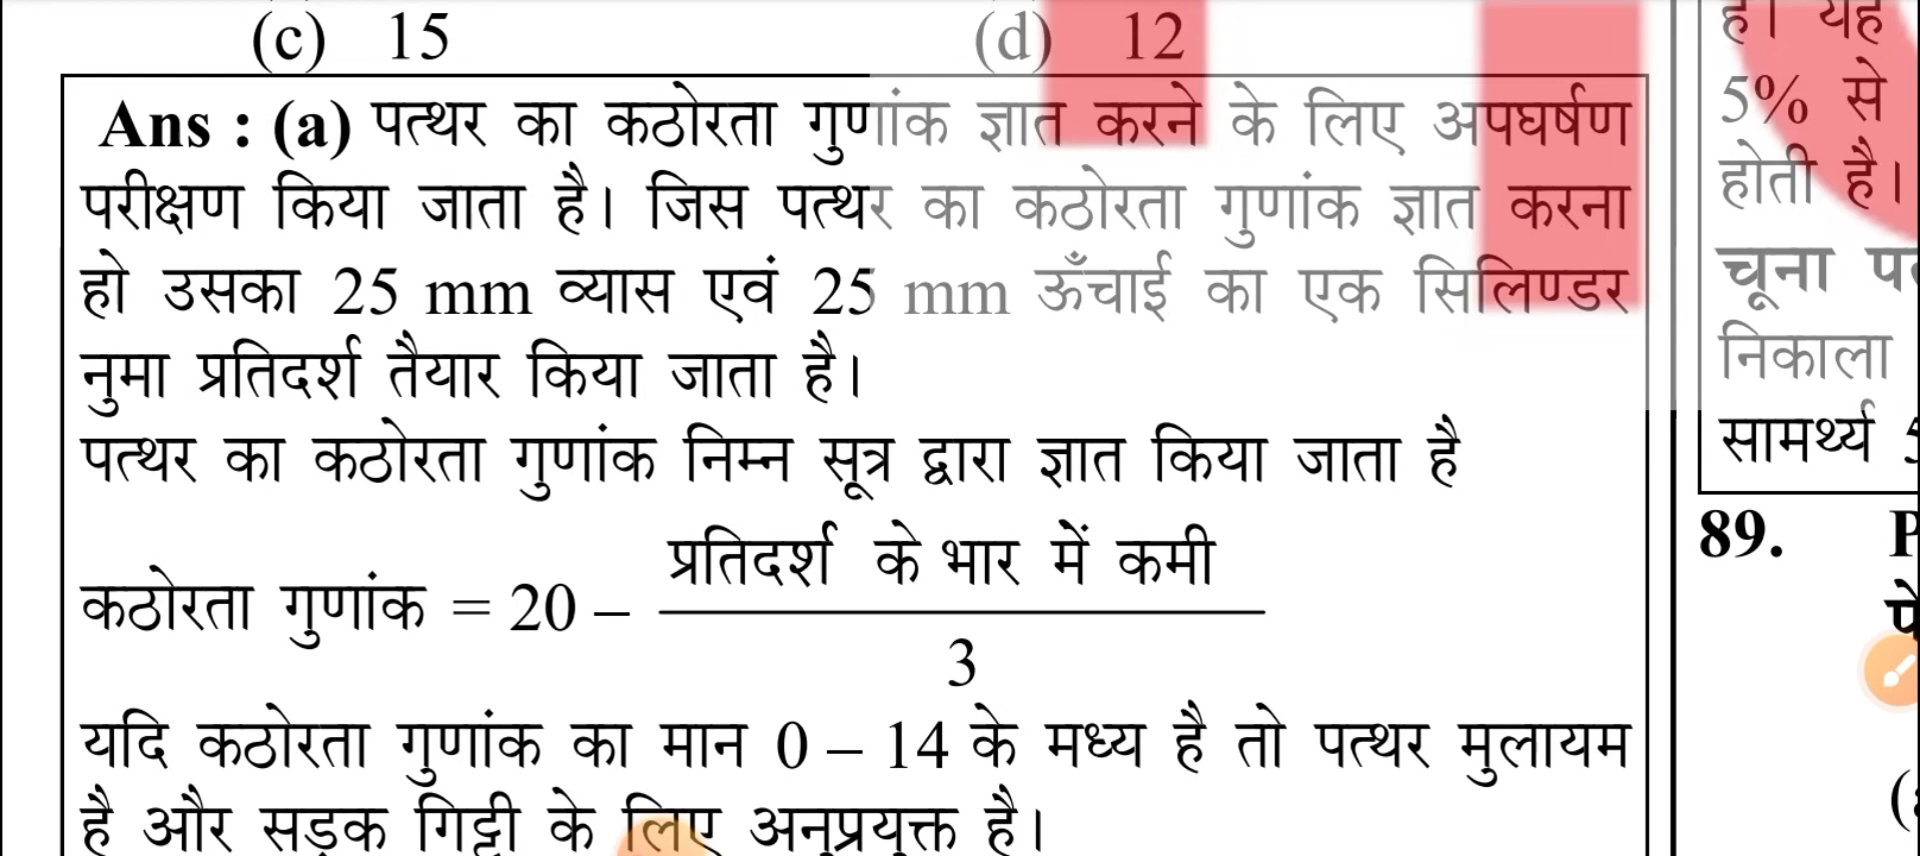 (c) 15 (d) 12
Ans : (a) पत्थर का कठोरता गुणांक ज्ञात करने के लिए अपघर्षण
परीक्षण किया जाता है। जिस पत्थर का कठोरता गुणांक ज्ञात करना
हो उसका 25 mm व्यास एवं 25 mm ऊँचाई का एक सिलिण्डर
नुमा प्रतिदर्श तैयार किया जाता है।
पत्थर का कठोरता गुणांक निम्न सूत्र द्वारा ज्ञात किया जाता है
प्रतिदर्श के भार में कमी
कठोरता गुणांक = 20 –
3
यदि कठोरता गुणांक का मान 0 – 14 के मध्य है तो पत्थर मुलायम
है और सड़क गिट्टी के लिए अनुप्रयुक्त है।
है। यह
5% से
होती है।
चूना
निकाला
सामर्थ्य
89.